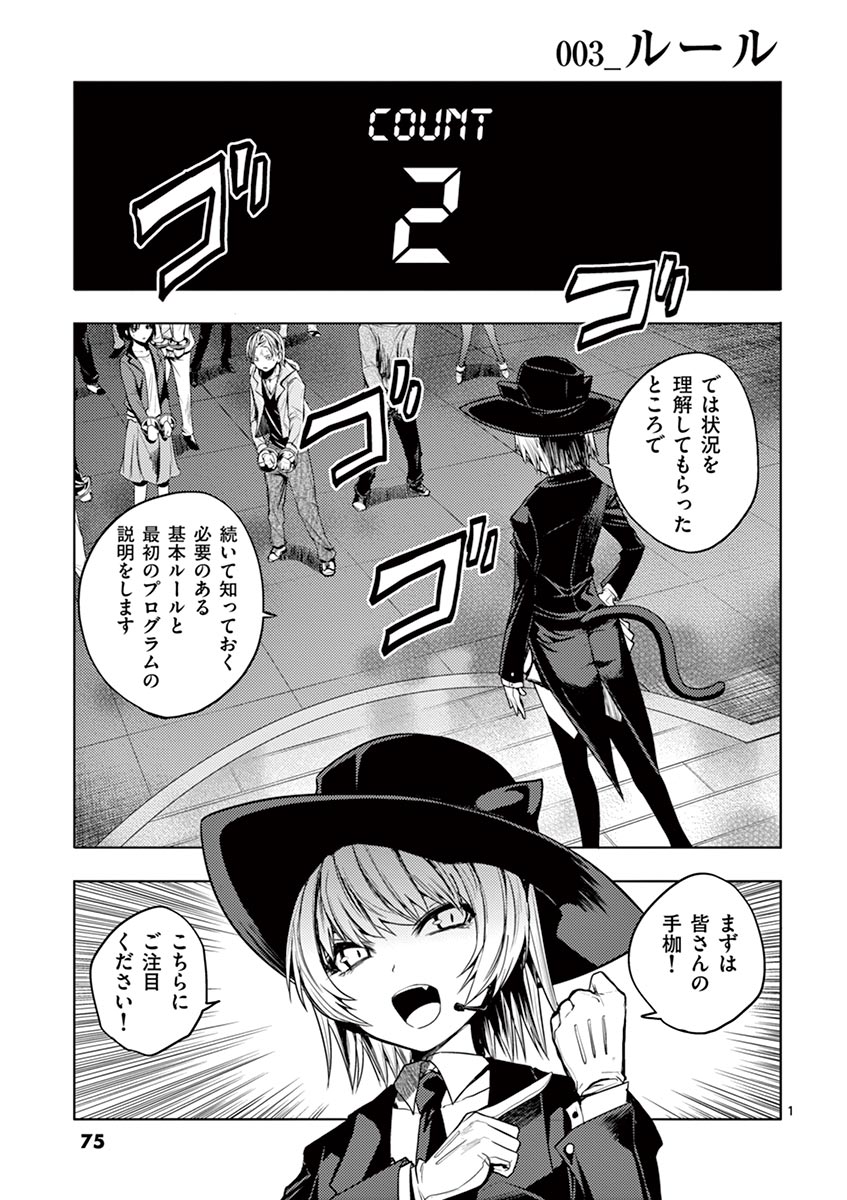 003_ルール
COUNT
2
ゴゴ
ゴゴ
ゴゴ
では状況を
理解してもらった
ところで
続いて知っておく
必要のある
基本ルールと
最初のプログラムの
説明をします
まずは
皆さんの
手枷！
こちらに
ご注目
ください！
1
75